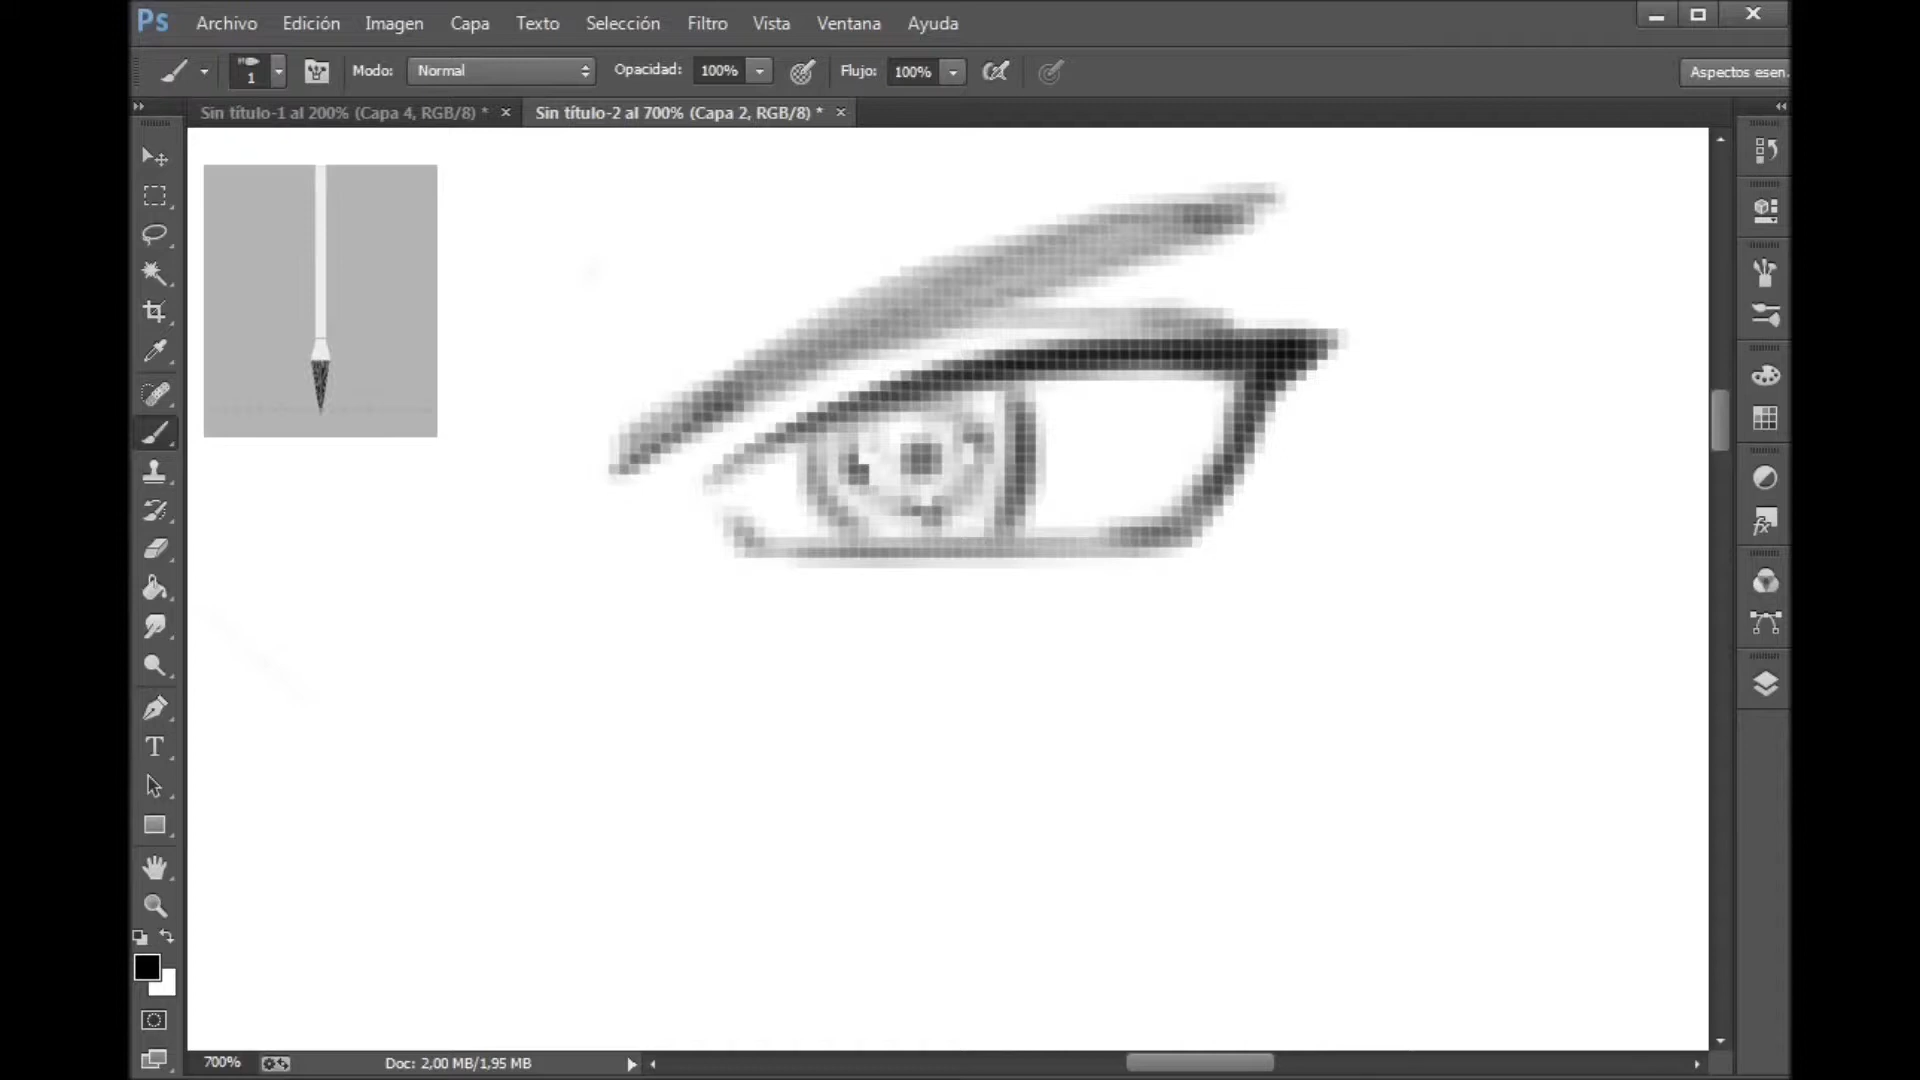 Ps Archivo Edición Imagen Capa Texto Selección Filtro Vista Ventana Ayuda
1 Modo: Normal Opacidad: 100% Flujo: 100% Aspectos esen.
Sin título-1 al 200% (Capa 4, RGB/8) * Sin título-2 al 700% (Capa 2, RGB/8) *
700% Doc: 2,00 MB/1,95 MB